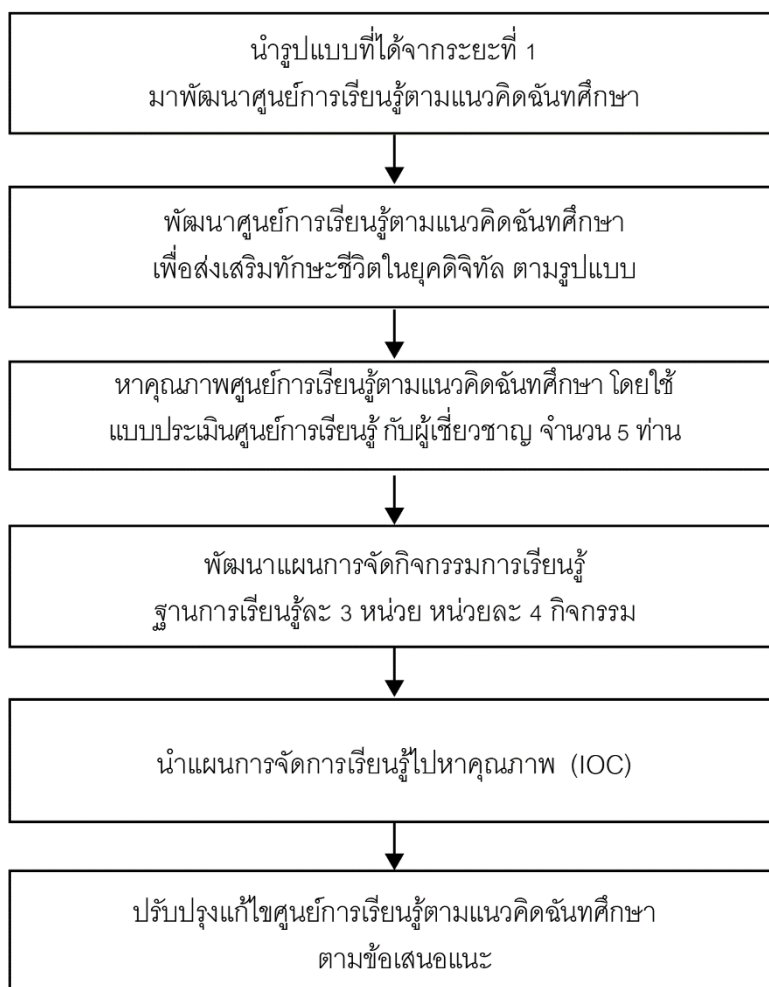 นำรูปแบบที่ได้จากระยะที่ 1
มาพัฒนาศูนย์การเรียนรู้ตามแนวคิดฉันทศึกษา
พัฒนาศูนย์การเรียนรู้ตามแนวคิดฉันทศึกษา
เพื่อส่งเสริมทักษะชีวิตในยุคดิจิทัล ตามรูปแบบ
หาคุณภาพศูนย์การเรียนรู้ตามแนวคิดฉันทศึกษา โดยใช้
แบบประเมินศูนย์การเรียนรู้ กับผู้เชี่ยวชาญ จำนวน 5 ท่าน
พัฒนาแผนการจัดกิจกรรมการเรียนรู้
ฐานการเรียนรู้ละ 3 หน่วย หน่วยละ 4 กิจกรรม
นำแผนการจัดการเรียนรู้ไปหาคุณภาพ (IOC)
ปรับปรุงแก้ไขศูนย์การเรียนรู้ตามแนวคิดฉันทศึกษา
ตามข้อเสนอแนะ